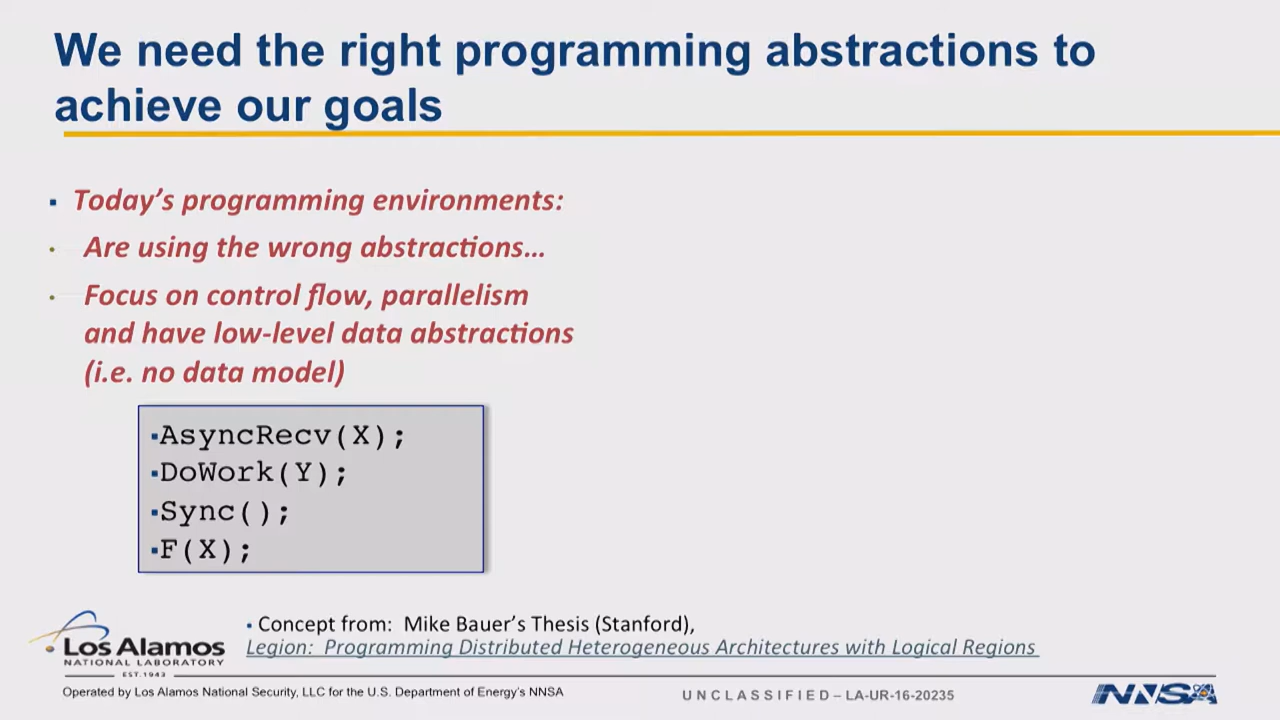 We need the right programming abstractions to
achieve our goals
▪ Today's programming environments:
• Are using the wrong abstractions…
• Focus on control flow, parallelism
and have low-level data abstractions
(i.e. no data model)
▪AsyncRecv(X);
▪DoWork(Y);
▪Sync();
▪F(X);
▪ Concept from: Mike Bauer's Thesis (Stanford),
Legion: Programming Distributed Heterogeneous Architectures with Logical Regions
Los Alamos
NATIONAL LABORATORY
EST.1943
Operated by Los Alamos National Security, LLC for the U.S. Department of Energy's NNSA
UNCLASSIFIED – LA-UR-16-20235
NNSA